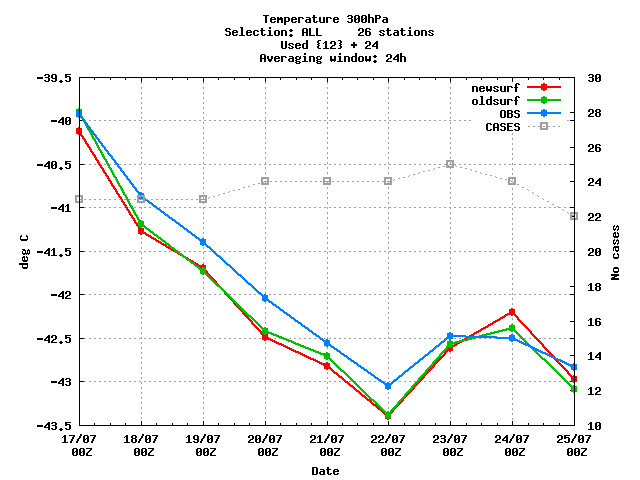 Temperature 300hPa
Selection: ALL     26 stations
Used {12} + 24
Averaging window: 24h
newsurf
oldsurf
OBS
CASES
deg C
-39.5
-40
-40.5
-41
-41.5
-42
-42.5
-43
-43.5
30
28
26
24
22
20
18
16
14
12
10
No cases
17/07 18/07 19/07 20/07 21/07 22/07 23/07 24/07 25/07
00Z 00Z 00Z 00Z 00Z 00Z 00Z 00Z 00Z
Date